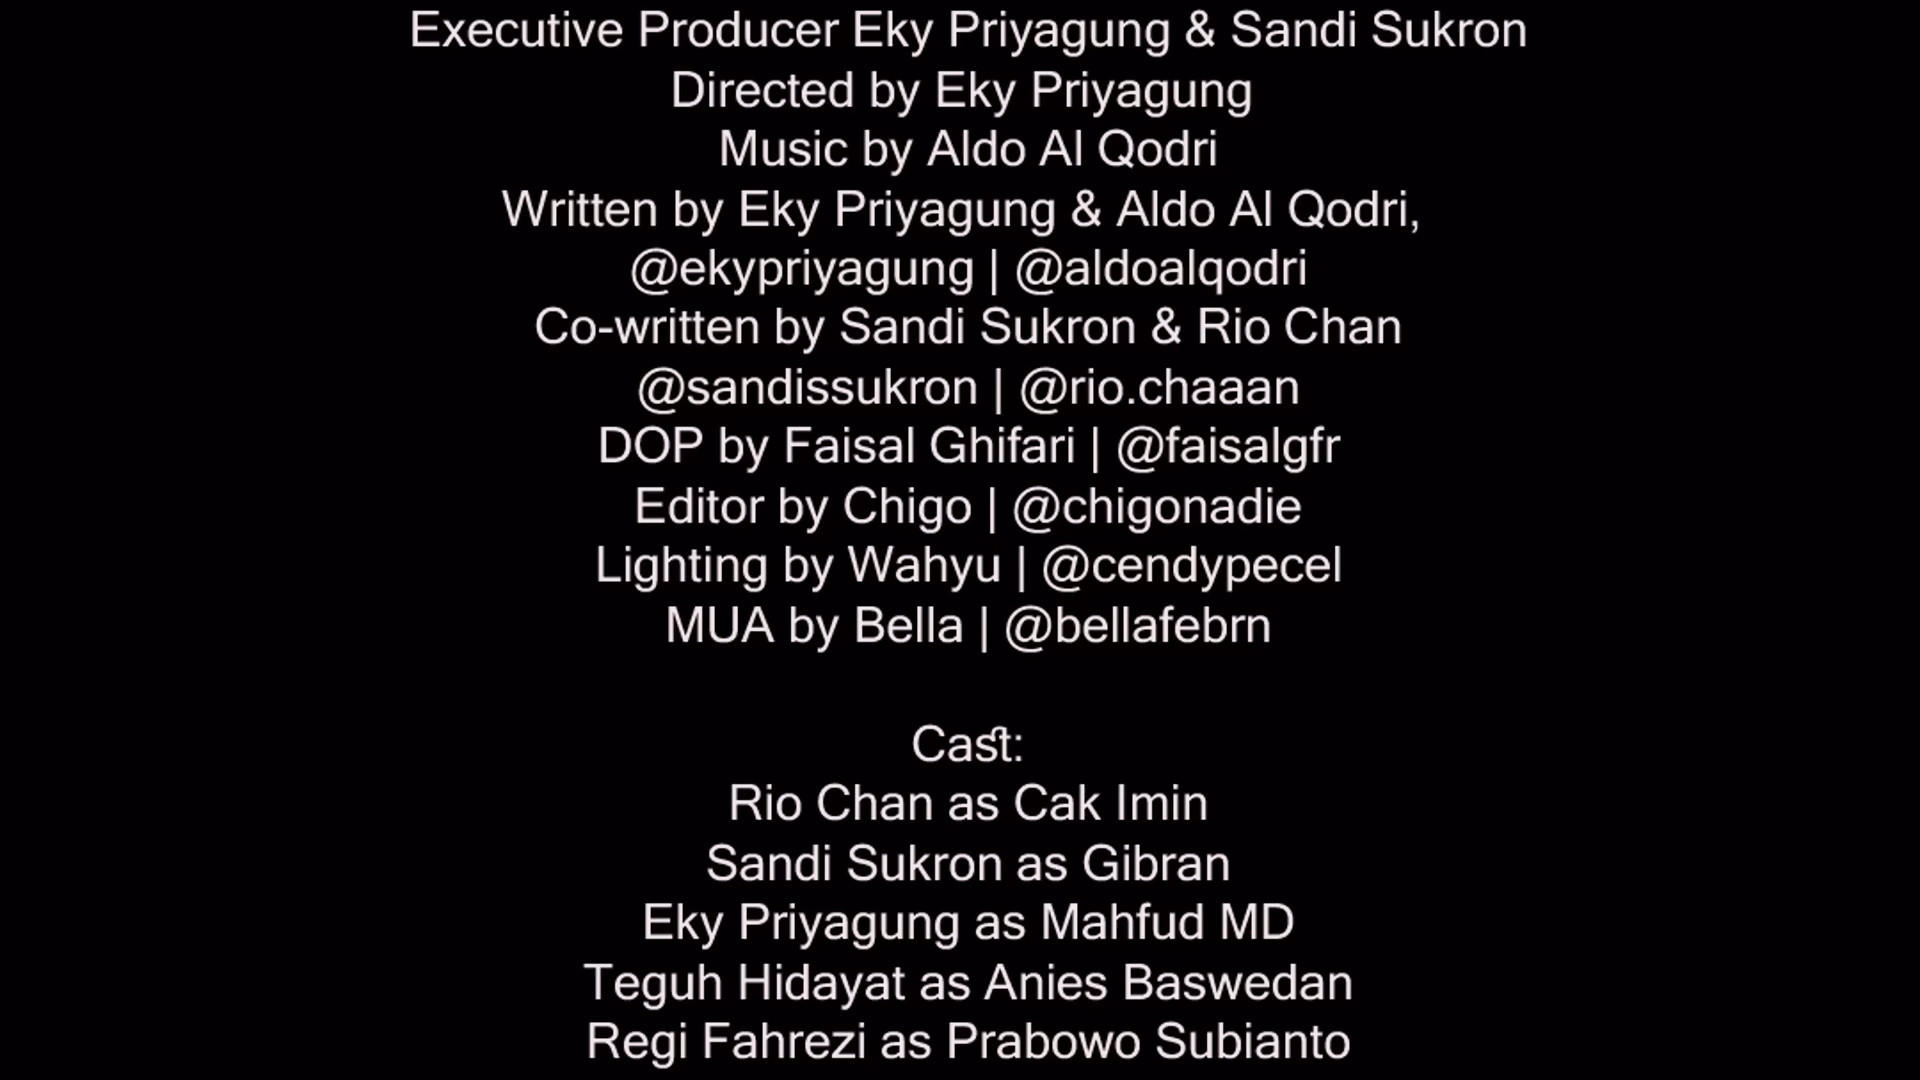 Executive Producer Eky Priyagung & Sandi Sukron
Directed by Eky Priyagung
Music by Aldo Al Qodri
Written by Eky Priyagung & Aldo Al Qodri,
@ekypriyagung | @aldoalqodri
Co-written by Sandi Sukron & Rio Chan
@sandissukron | @rio.chaaan
DOP by Faisal Ghifari | @faisalgfr
Editor by Chigo | @chigonadie
Lighting by Wahyu | @cendypecel
MUA by Bella | @bellafebrn
Cast:
Rio Chan as Cak Imin
Sandi Sukron as Gibran
Eky Priyagung as Mahfud MD
Teguh Hidayat as Anies Baswedan
Regi Fahrezi as Prabowo Subianto